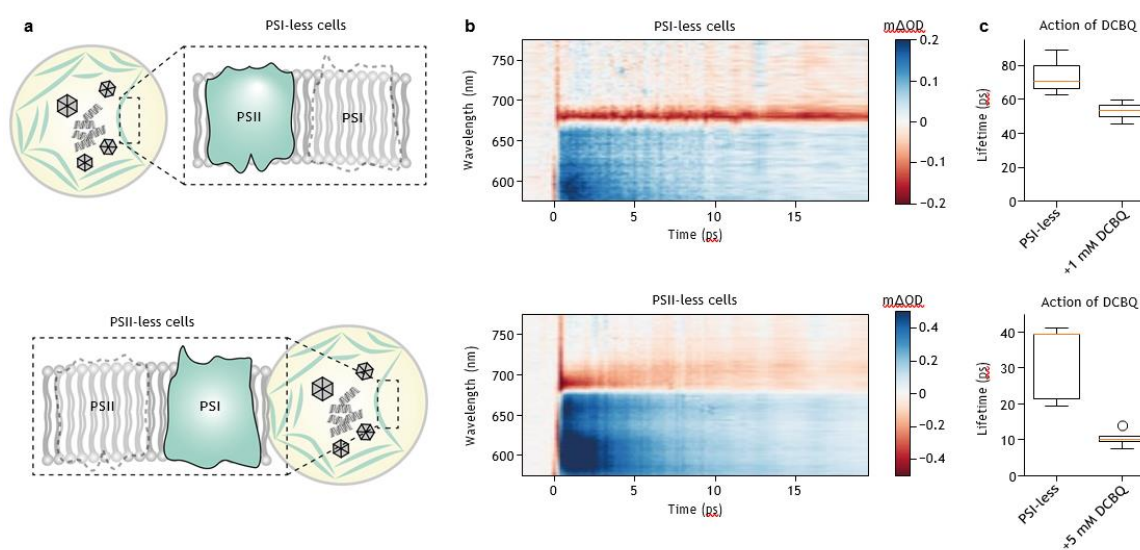 a
PSI-less cells
PSII
PSI
PSII-less cells
PSII
PSI
b
PSI-less cells
mΔOD
Wavelength (nm)
750
700
650
600
0
5
10
15
Time (ps)
0.2
0.1
0
−0.1
−0.2
PSII-less cells
mΔOD
Wavelength (nm)
750
700
650
600
0
5
10
15
Time (ps)
0.4
0.2
0
−0.2
−0.4
c
Action of DCBQ
Lifetime (ps)
80
60
40
20
0
PSI-less
+1 mM DCBQ
Action of DCBQ
Lifetime (ps)
40
30
20
10
0
PSI-less
+5 mM DCBQ